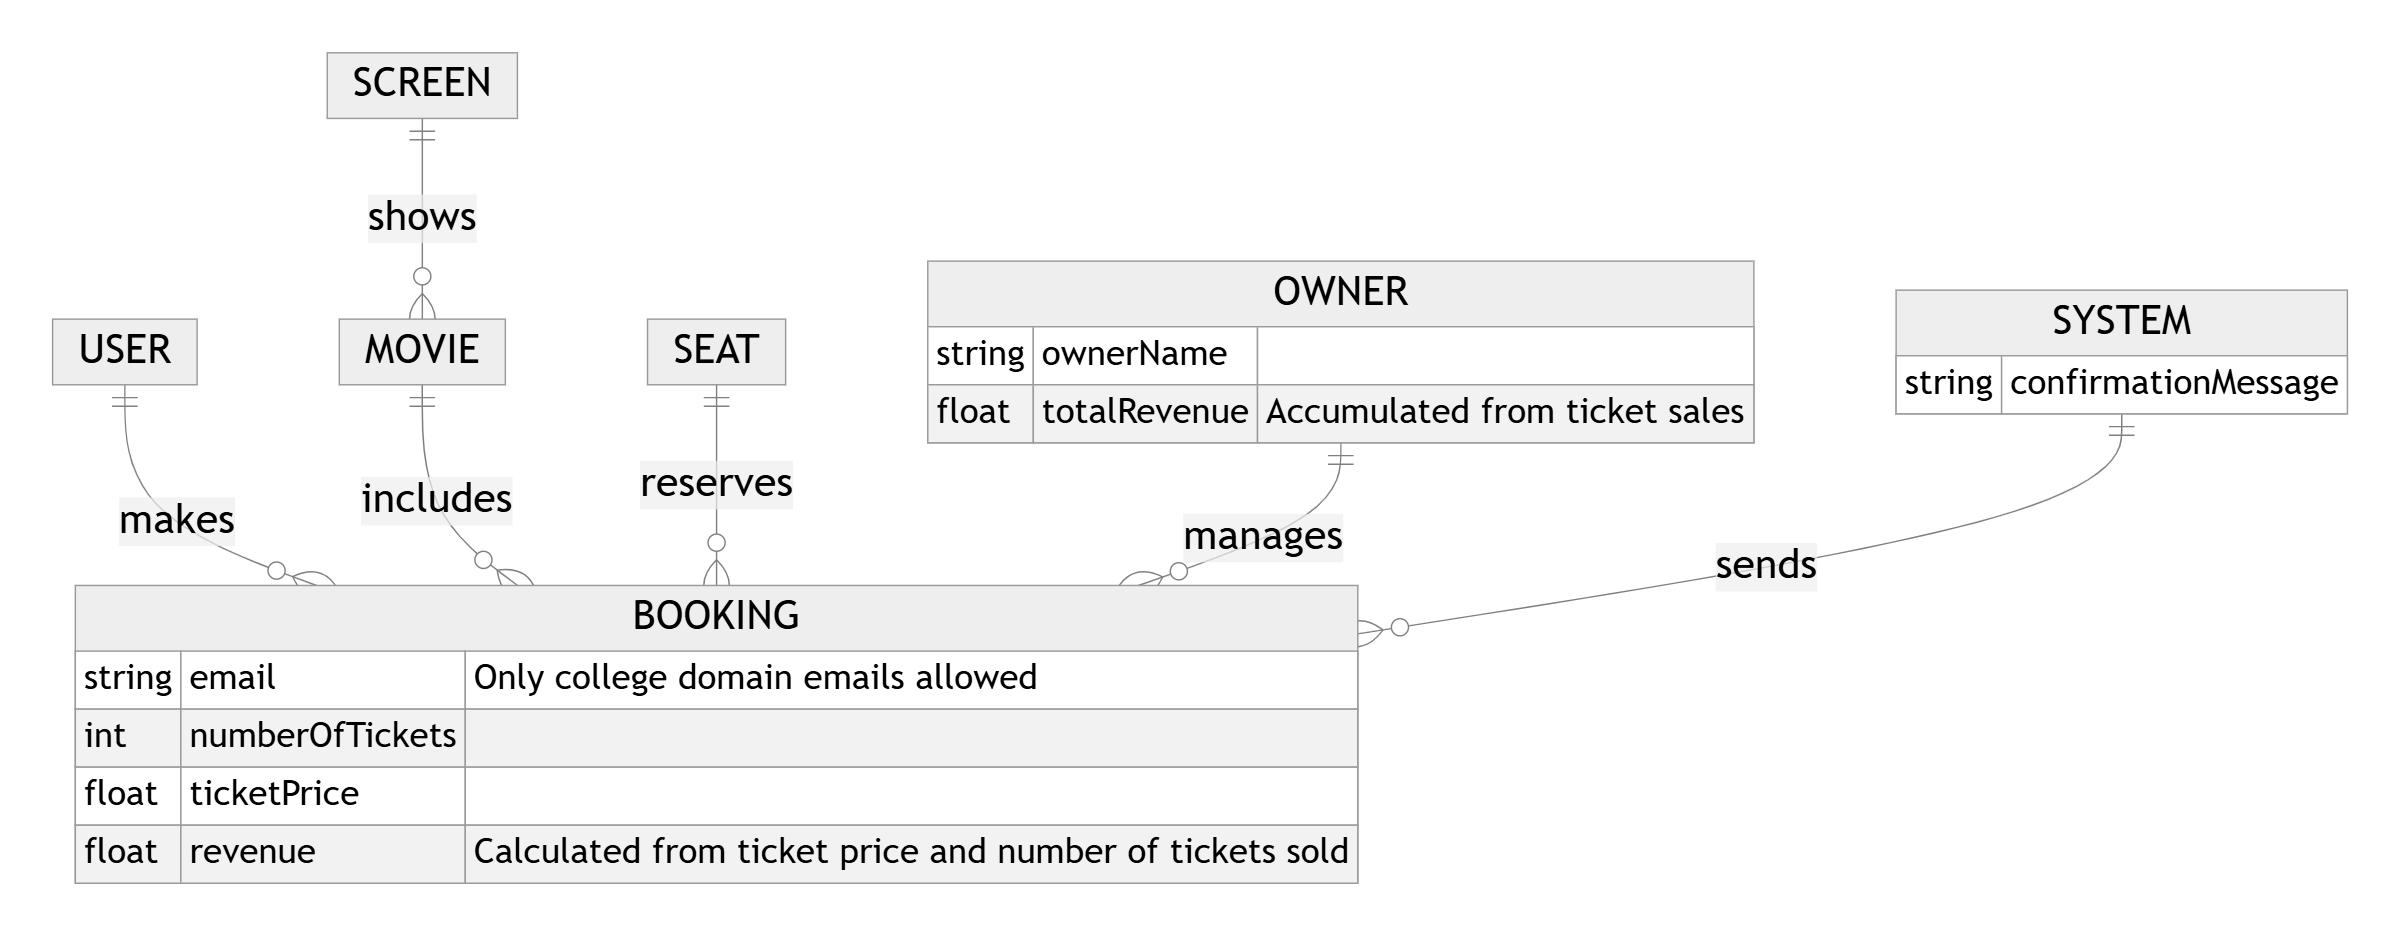 SCREEN
shows
USER
MOVIE
SEAT
OWNER
string ownerName
float totalRevenue Accumulated from ticket sales
SYSTEM
string confirmationMessage
makes
includes
reserves
manages
sends
BOOKING
string email Only college domain emails allowed
int numberOfTickets
float ticketPrice
float revenue Calculated from ticket price and number of tickets sold